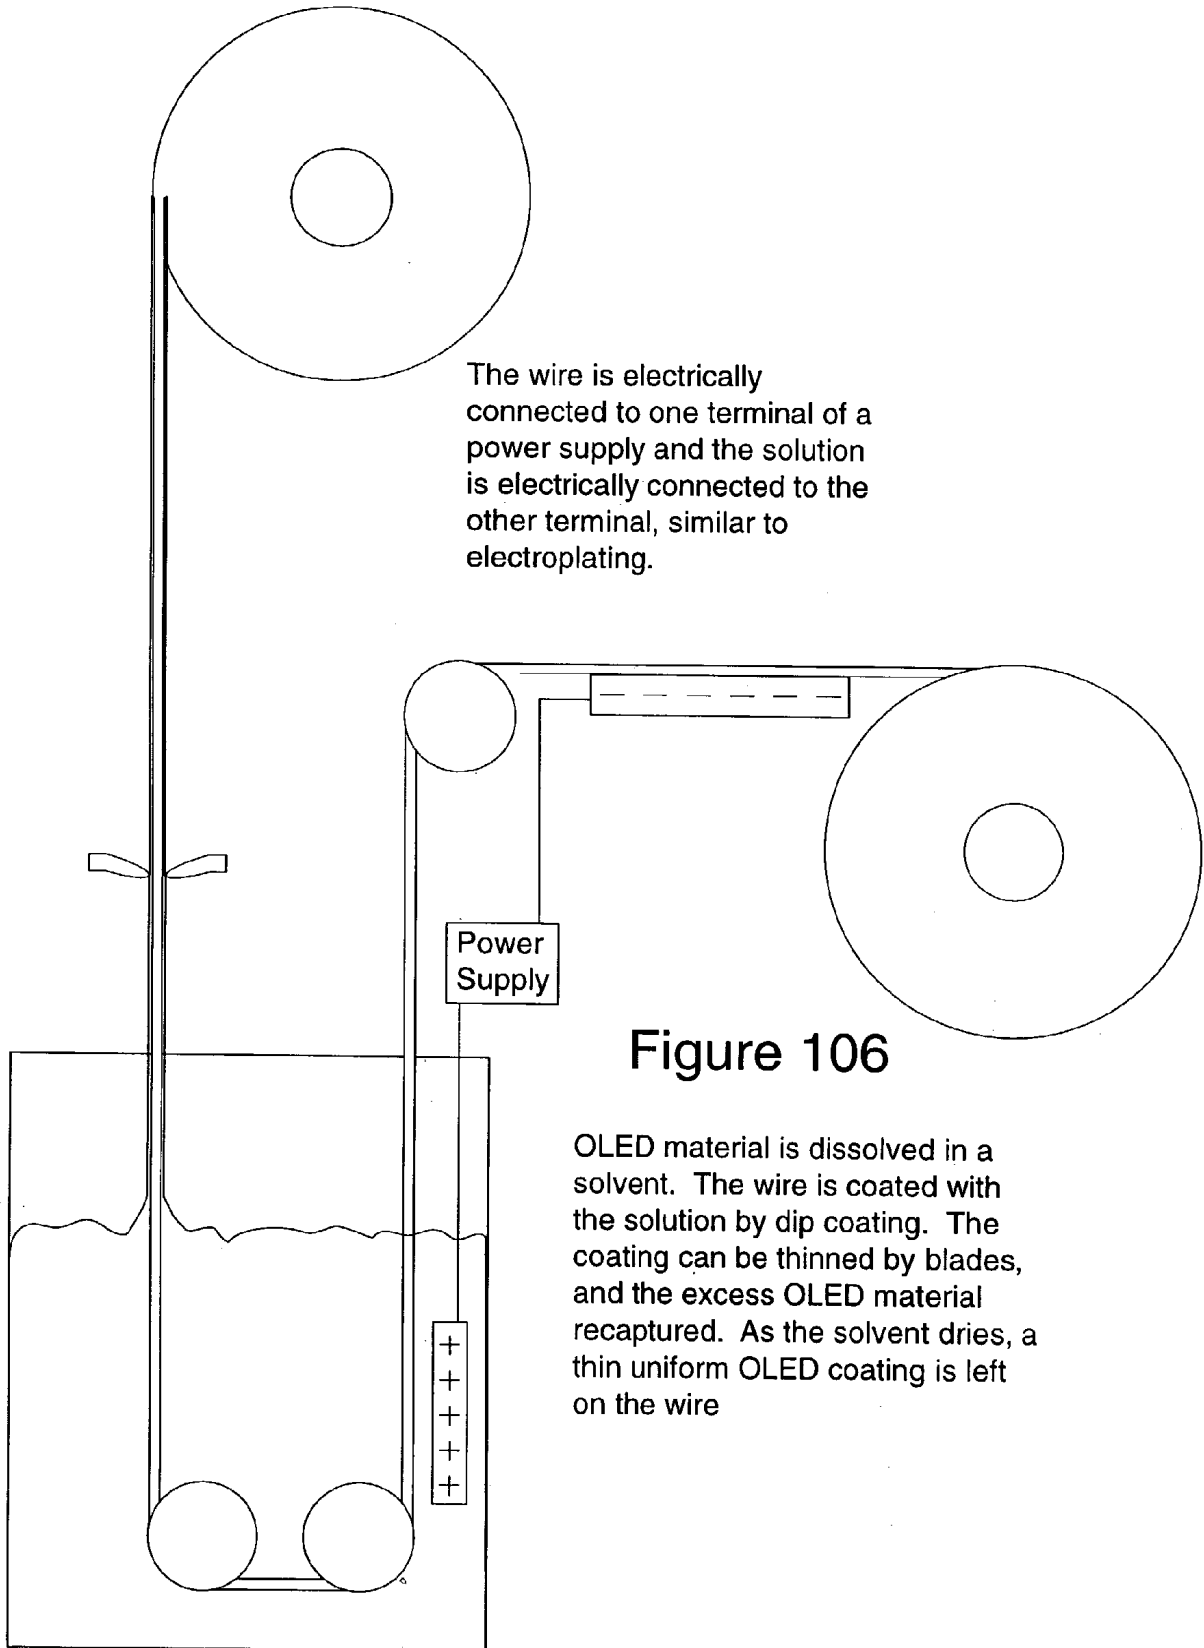 The wire is electrically
connected to one terminal of a
power supply and the solution
is electrically connected to the
other terminal, similar to
electroplating.
– – – – – –
Power
Supply
Figure 106
OLED material is dissolved in a
solvent. The wire is coated with
the solution by dip coating. The
coating can be thinned by blades,
and the excess OLED material
recaptured. As the solvent dries, a
thin uniform OLED coating is left
on the wire
+
+
+
+
+